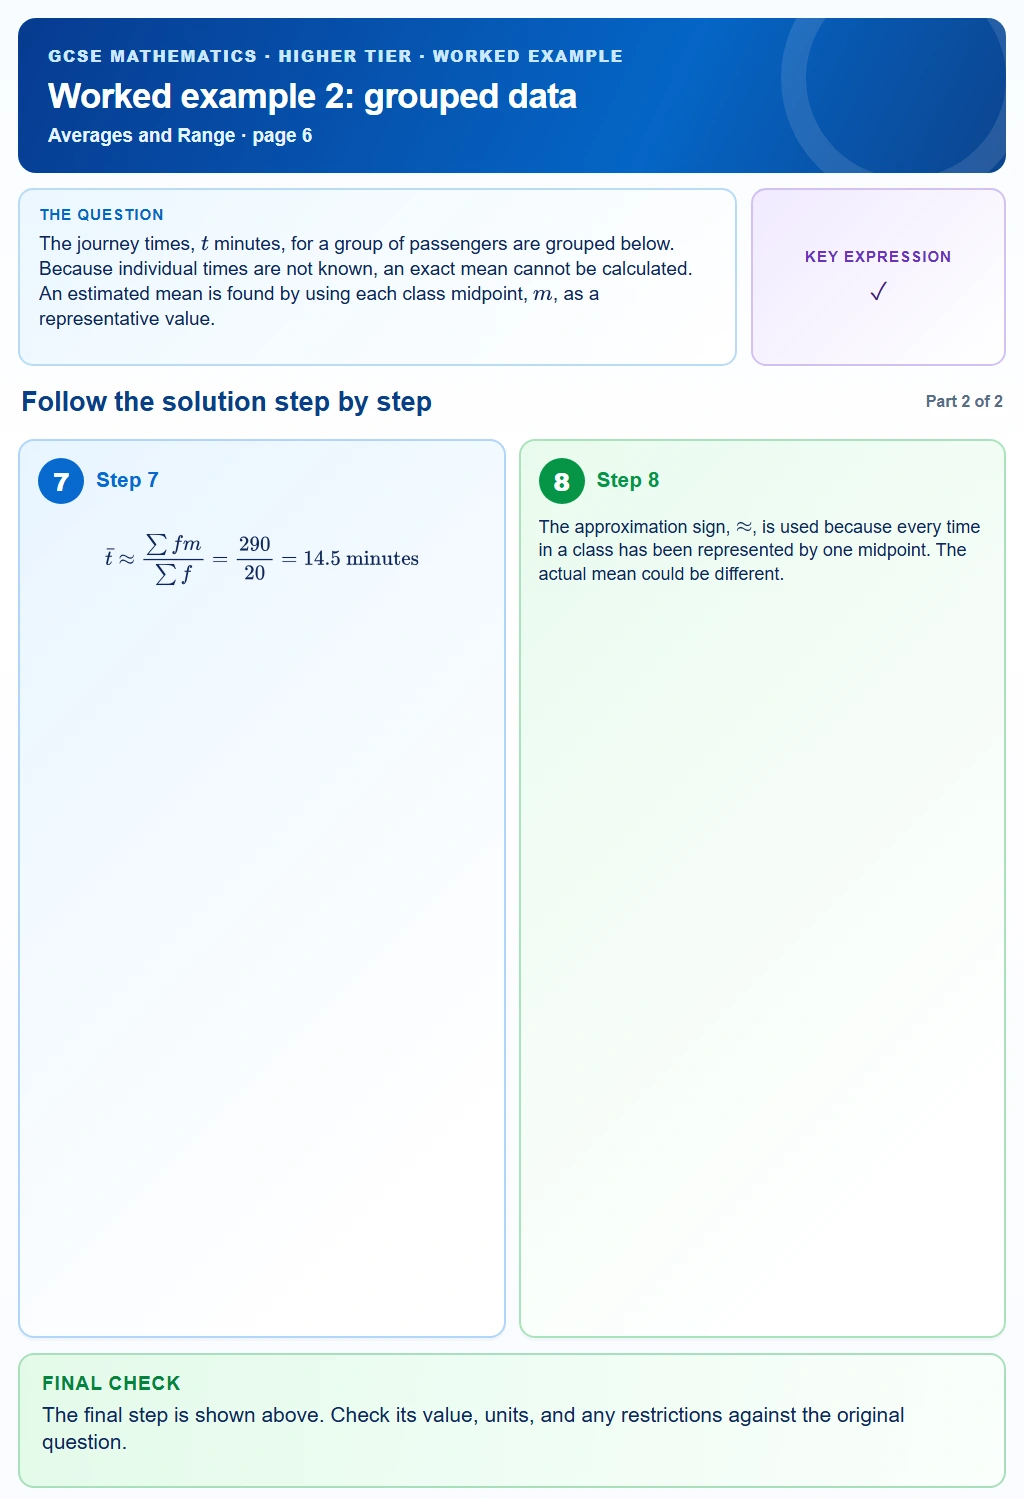 GCSE MATHEMATICS · HIGHER TIER · WORKED EXAMPLE
Worked example 2: grouped data
Averages and Range · page 6
THE QUESTION
The journey times, t minutes, for a group of passengers are grouped below.
Because individual times are not known, an exact mean cannot be calculated.
An estimated mean is found by using each class midpoint, m, as a
representative value.
KEY EXPRESSION
✓
Follow the solution step by step
Part 2 of 2
7 Step 7
t̄ ≈ ∑ fm / ∑ f = 290 / 20 = 14.5 minutes
8 Step 8
The approximation sign, ≈, is used because every time
in a class has been represented by one midpoint. The
actual mean could be different.
FINAL CHECK
The final step is shown above. Check its value, units, and any restrictions against the original
question.